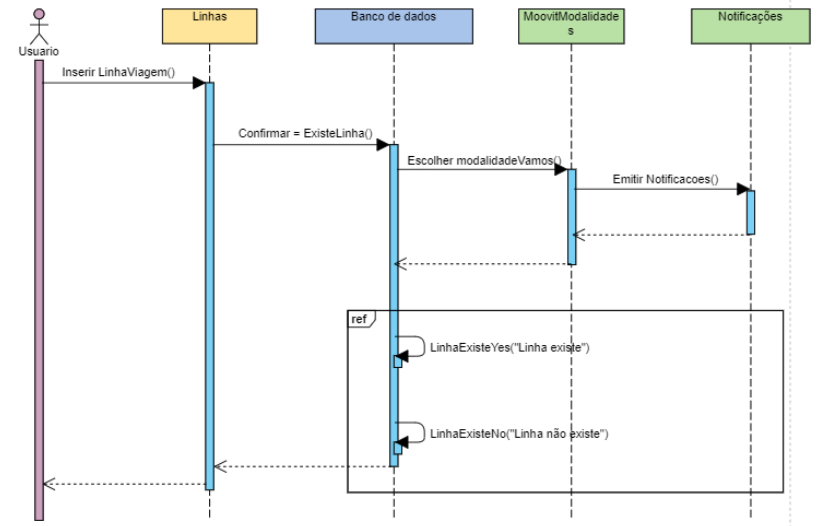 Linhas
Banco de dados
MoovitModalidade
s
Notificações
Usuario
Inserir LinhaViagem()
Confirmar = ExisteLinha()
Escolher modalidadeVamos()
Emitir Notificacoes()
ref
LinhaExisteYes("Linha existe")
LinhaExisteNo("Linha não existe")